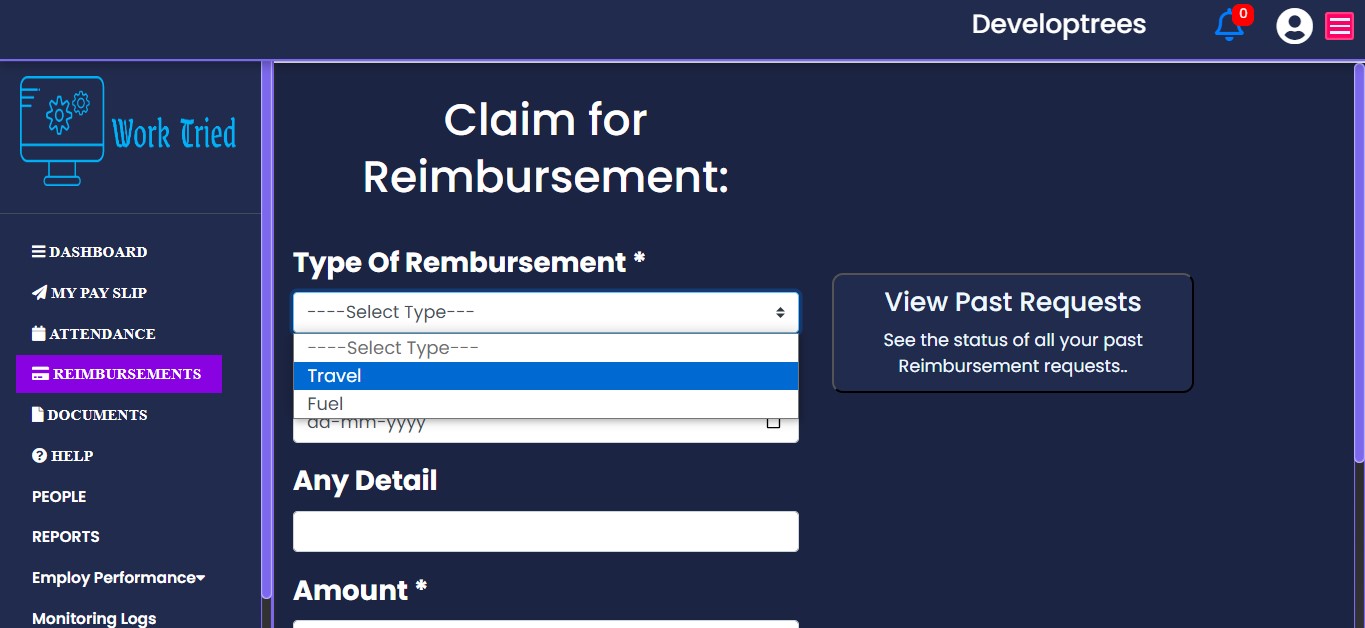 Developtrees
0
Work Tried
DASHBOARD
MY PAY SLIP
ATTENDANCE
REIMBURSEMENTS
DOCUMENTS
HELP
PEOPLE
REPORTS
Employ Performance
Monitoring Logs
Claim for
Reimbursement:
Type Of Rembursement *
----Select Type---
----Select Type---
Travel
Fuel
dd-mm-yyyy
Any Detail
Amount *
View Past Requests
See the status of all your past
Reimbursement requests..